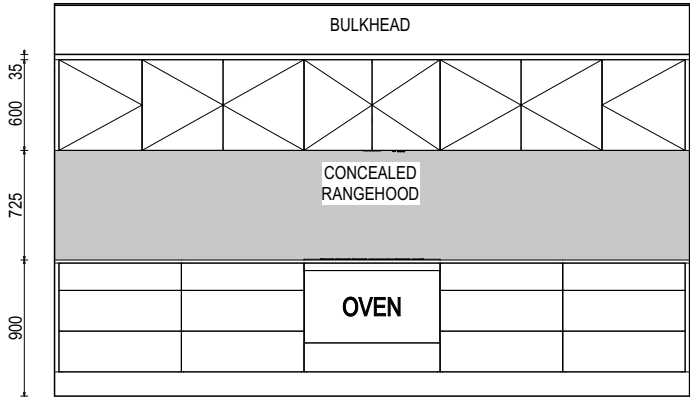 BULKHEAD
35
600
CONCEALED
RANGEHOOD
725
OVEN
900